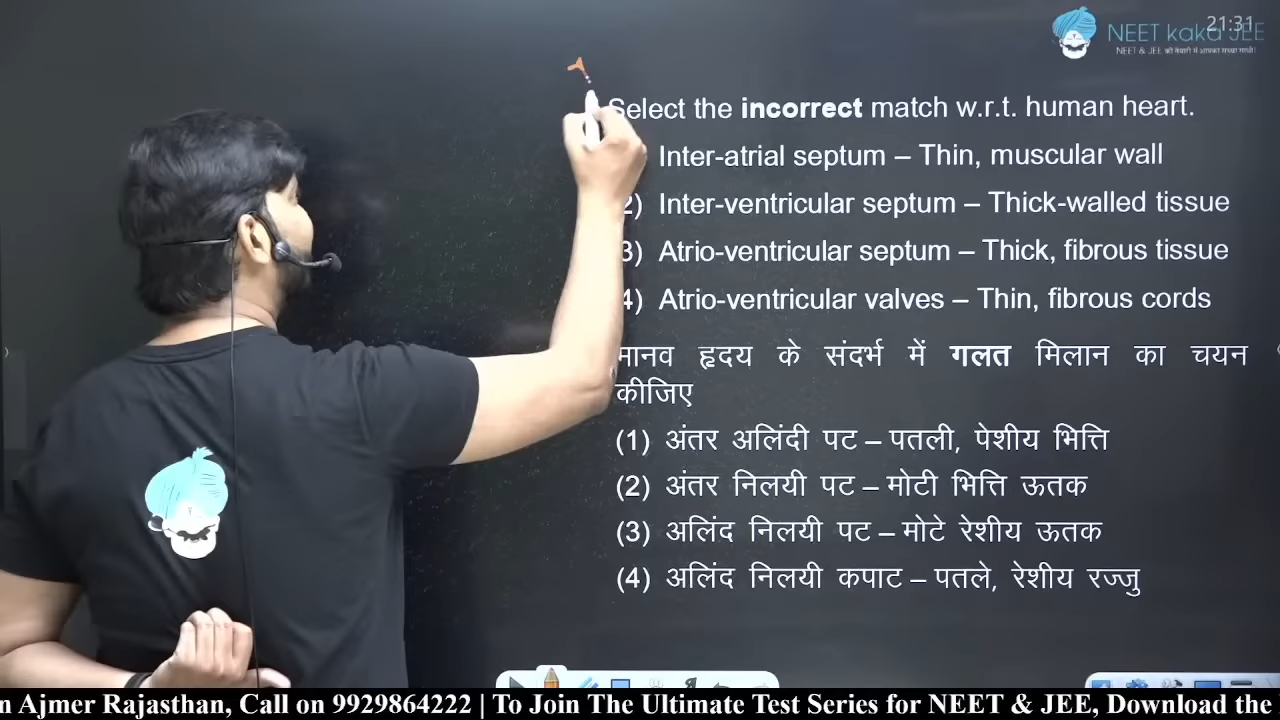 21:31
NEET kaka JEE
NEET & JEE की तैयारी में आपका सच्चा साथी!
Select the incorrect match w.r.t. human heart.
Inter-atrial septum – Thin, muscular wall
2) Inter-ventricular septum – Thick-walled tissue
3) Atrio-ventricular septum – Thick, fibrous tissue
4) Atrio-ventricular valves – Thin, fibrous cords
मानव हृदय के संदर्भ में गलत मिलान का चयन
कीजिए
(1) अंतर अलिंदी पट – पतली, पेशीय भित्ति
(2) अंतर निलयी पट – मोटी भित्ति ऊतक
(3) अलिंद निलयी पट – मोटे रेशीय ऊतक
(4) अलिंद निलयी कपाट – पतले, रेशीय रज्जु
n Ajmer Rajasthan, Call on 9929864222 | To Join The Ultimate Test Series for NEET & JEE, Download the